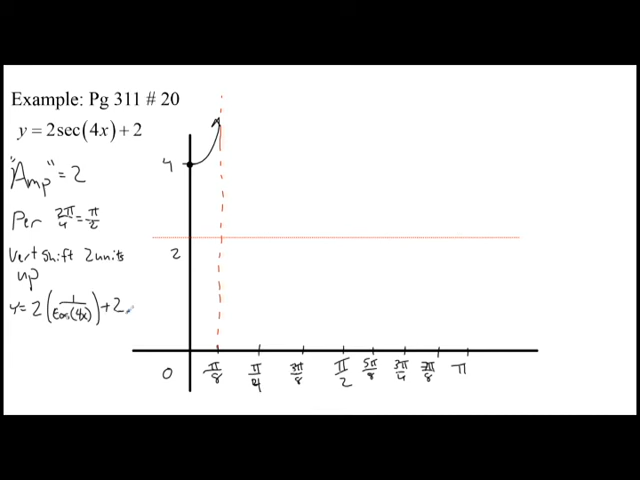 Example: Pg 311 # 20
y = 2sec(4x)+2
"Amp" = 2
Per 2π/4 = π/2
Vert Shift 2 units
up
Y = 2(1/cos(4x)) + 2
4
2
0 π/8 π/4 3π/8 π/2 5π/8 3π/4 7π/8 π